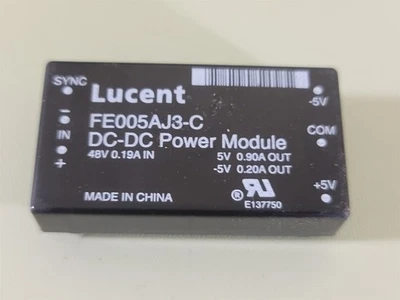 SYNC
Lucent
-5V
– FE005AJ3-C
IN DC-DC Power Module COM
+ 48V 0.19A IN 5V 0.90A OUT
-5V 0.20A OUT
+5V
MADE IN CHINA ® RU
E137750